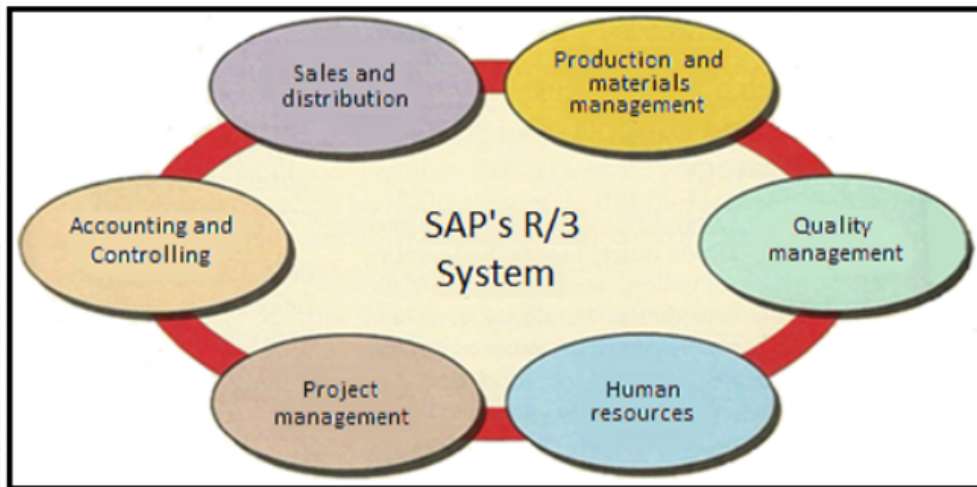 Sales and
distribution
Production and
materials
management
Accounting and
Controlling
SAP's R/3
System
Quality
management
Project
management
Human
resources